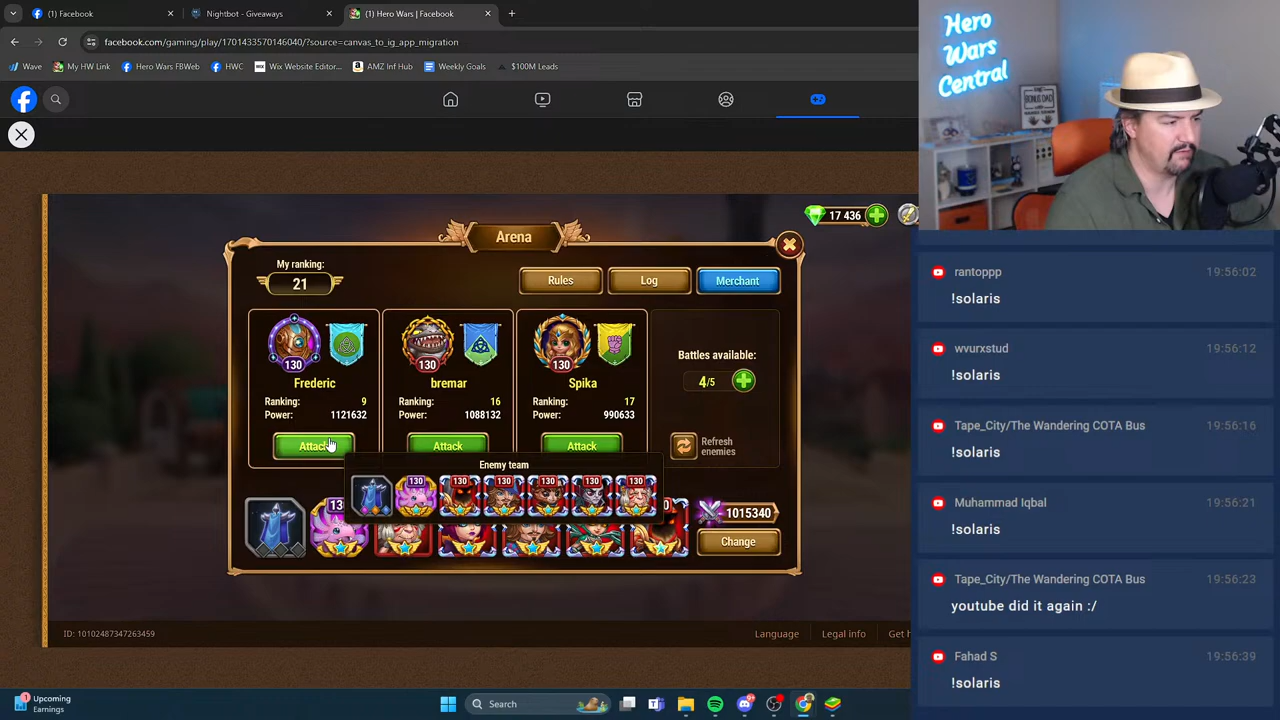 (1) Facebook
Nightbot - Giveaways
(1) Hero Wars | Facebook
facebook.com/gaming/play/1701433570146040/?source=canvas_to_ig_app_migration
Wave
My HW Link
Hero Wars FBWeb
HWC
Wix Website Editor...
AMZ Inf Hub
Weekly Goals
$100M Leads
Hero
Wars
Central
BONUS
DAD
17 436
Arena
My ranking:
21
Rules
Log
Merchant
130
130
130
Frederic
bremar
Spika
Ranking: 9
Power: 1121632
Ranking: 16
Power: 1088132
Ranking: 17
Power: 990633
Battles available:
4/5
Attack
Attack
Attack
Refresh
enemies
Enemy team
130 130 130 130 130 130
1015340
Change
ID: 10102487347263459
Language
Legal info
Get h
rantoppp 19:56:02
!solaris
wvurxstud 19:56:12
!solaris
Tape_City/The Wandering COTA Bus 19:56:16
!solaris
Muhammad Iqbal 19:56:21
!solaris
Tape_City/The Wandering COTA Bus 19:56:23
youtube did it again :/
Fahad S 19:56:39
!solaris
1
Upcoming
Earnings
Search